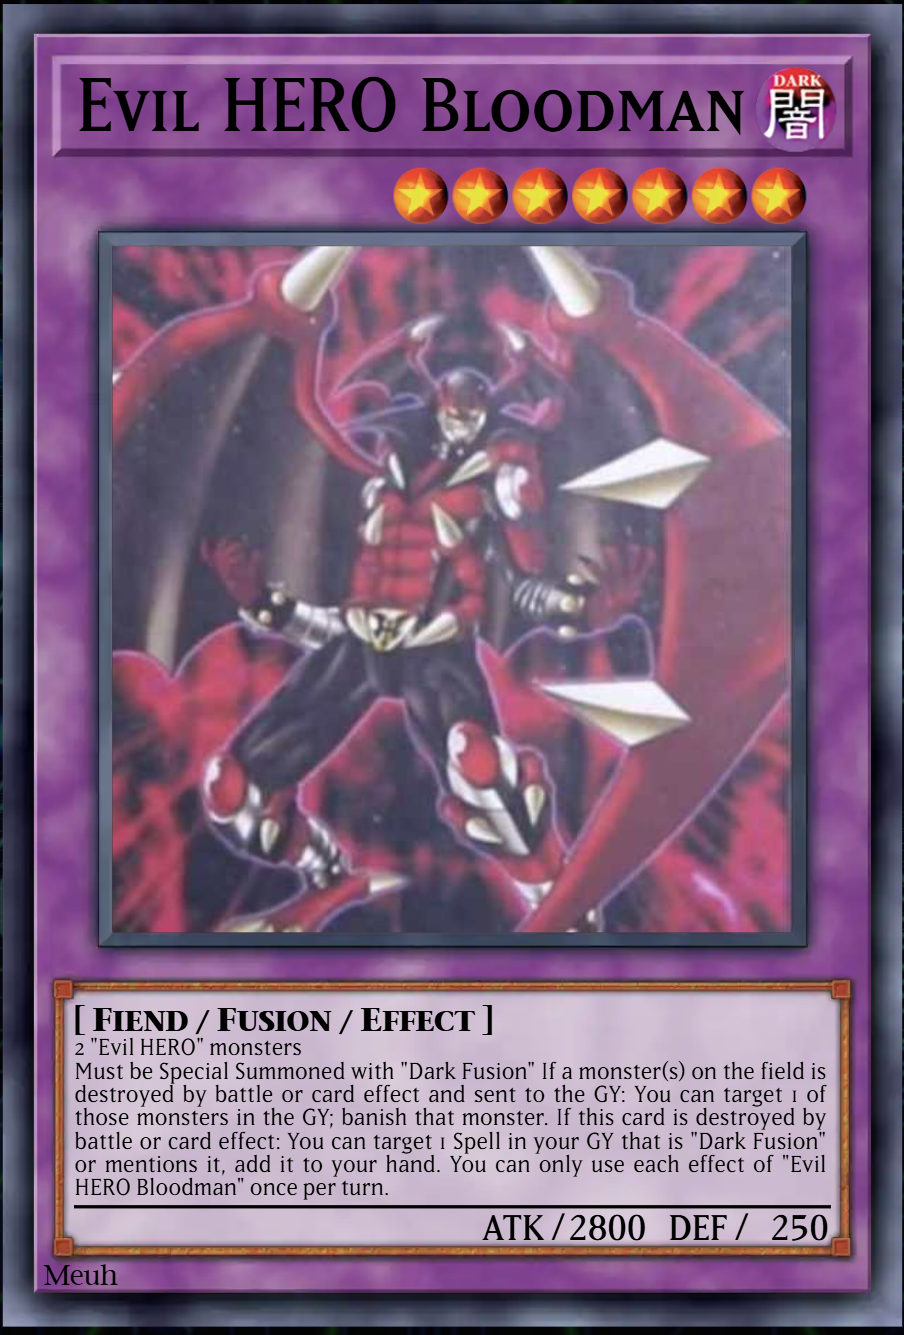 Evil HERO Bloodman
DARK
闇
[ Fiend / Fusion / Effect ]
2 "Evil HERO" monsters
Must be Special Summoned with "Dark Fusion" If a monster(s) on the field is
destroyed by battle or card effect and sent to the GY: You can target 1 of
those monsters in the GY; banish that monster. If this card is destroyed by
battle or card effect: You can target 1 Spell in your GY that is "Dark Fusion"
or mentions it, add it to your hand. You can only use each effect of "Evil
HERO Bloodman" once per turn.
ATK / 2800 DEF / 250
Meuh